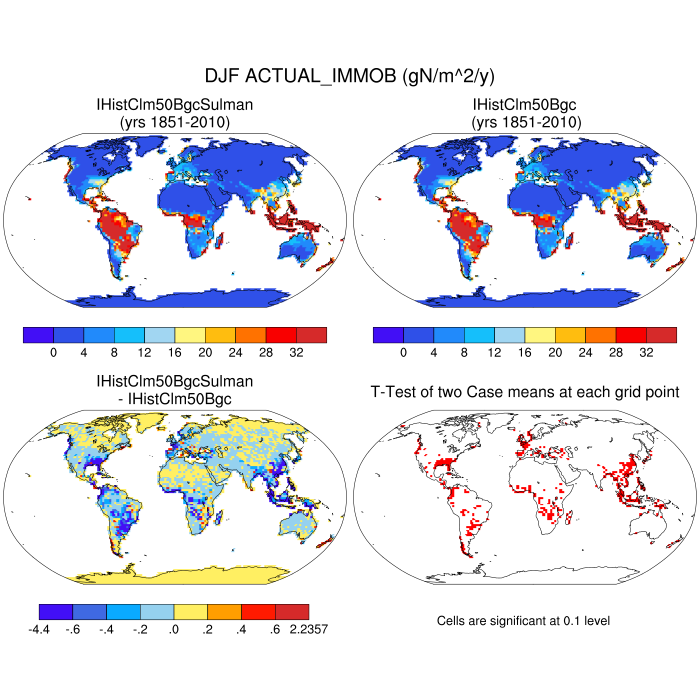 DJF ACTUAL_IMMOB (gN/m^2/y)
IHistClm50BgcSulman
(yrs 1851-2010)
IHistClm50Bgc
(yrs 1851-2010)
0 4 8 12 16 20 24 28 32
0 4 8 12 16 20 24 28 32
IHistClm50BgcSulman
- IHistClm50Bgc
T-Test of two Case means at each grid point
-4.4 -.6 -.4 -.2 .0 .2 .4 .6 2.2357
Cells are significant at 0.1 level